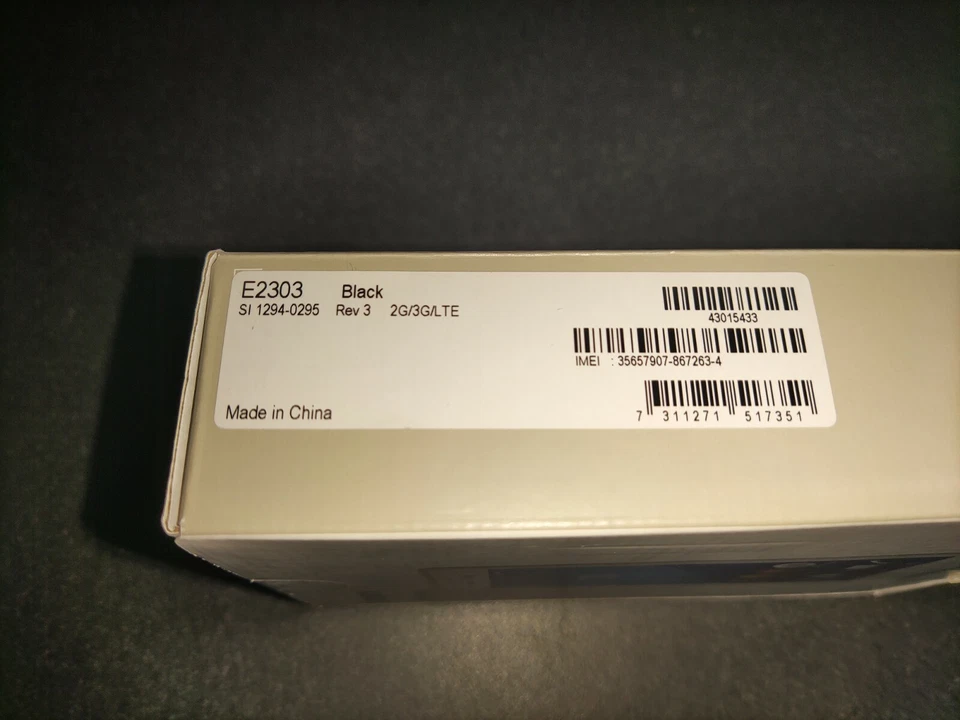 E2303 Black
SI 1294-0295 Rev 3 2G/3G/LTE
43015433
IMEI : 35657907-867263-4
Made in China
7 311271 517351